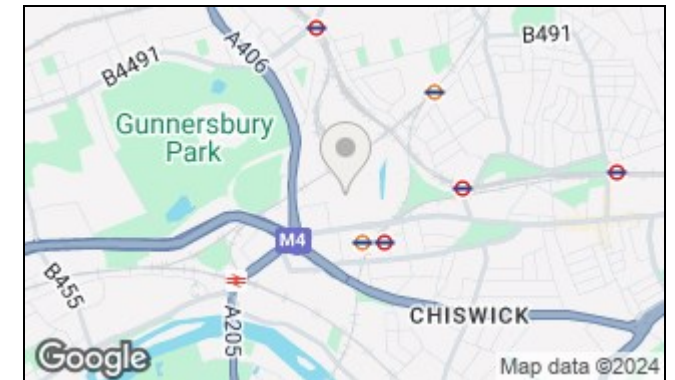 B4491
A406
B491
Gunnersbury
Park
M4
B455
A205
CHISWICK
Google
Map data ©2024